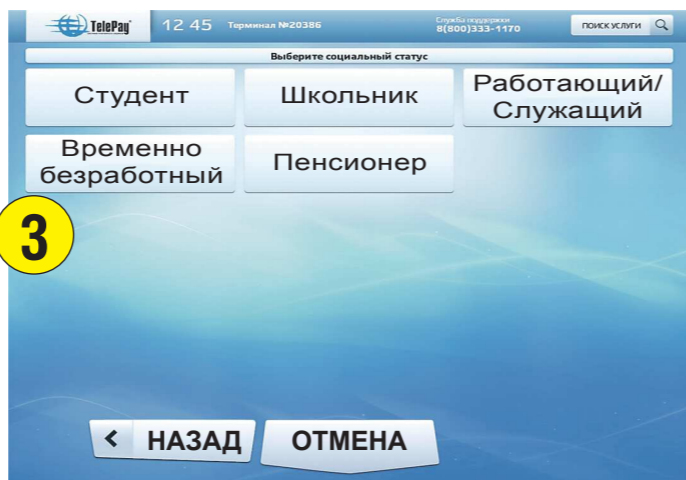 TelePay
12 45
Терминал №20386
Служба поддержки
8(800)333-1170
ПОИСК УСЛУГИ
Выберите социальный статус
Студент
Школьник
Работающий/
Служащий
Временно
безработный
Пенсионер
3
НАЗАД
ОТМЕНА